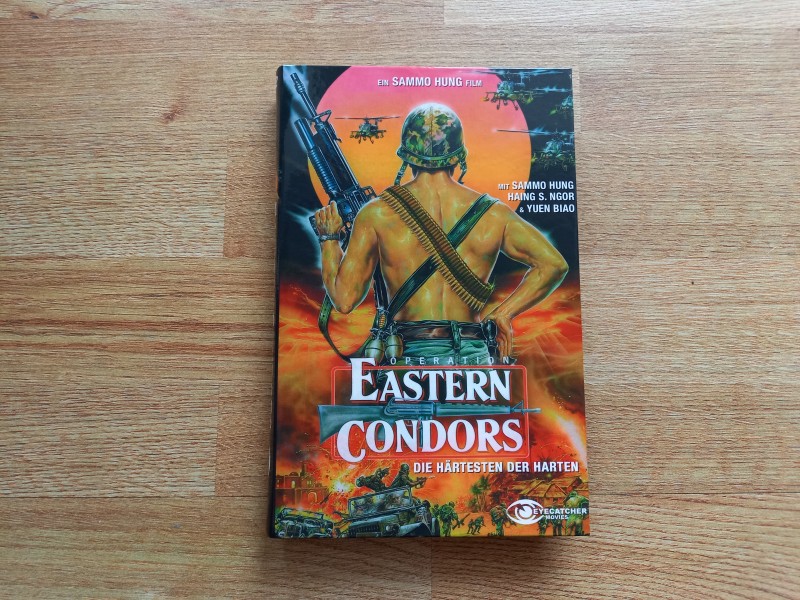 EIN SAMMO HUNG FILM
MIT SAMMO HUNG
HAING S. NGOR
& YUEN BIAO
OPERATION
EASTERN
CONDORS
DIE HÄRTESTEN DER HARTEN
EYECATCHER
MOVIES